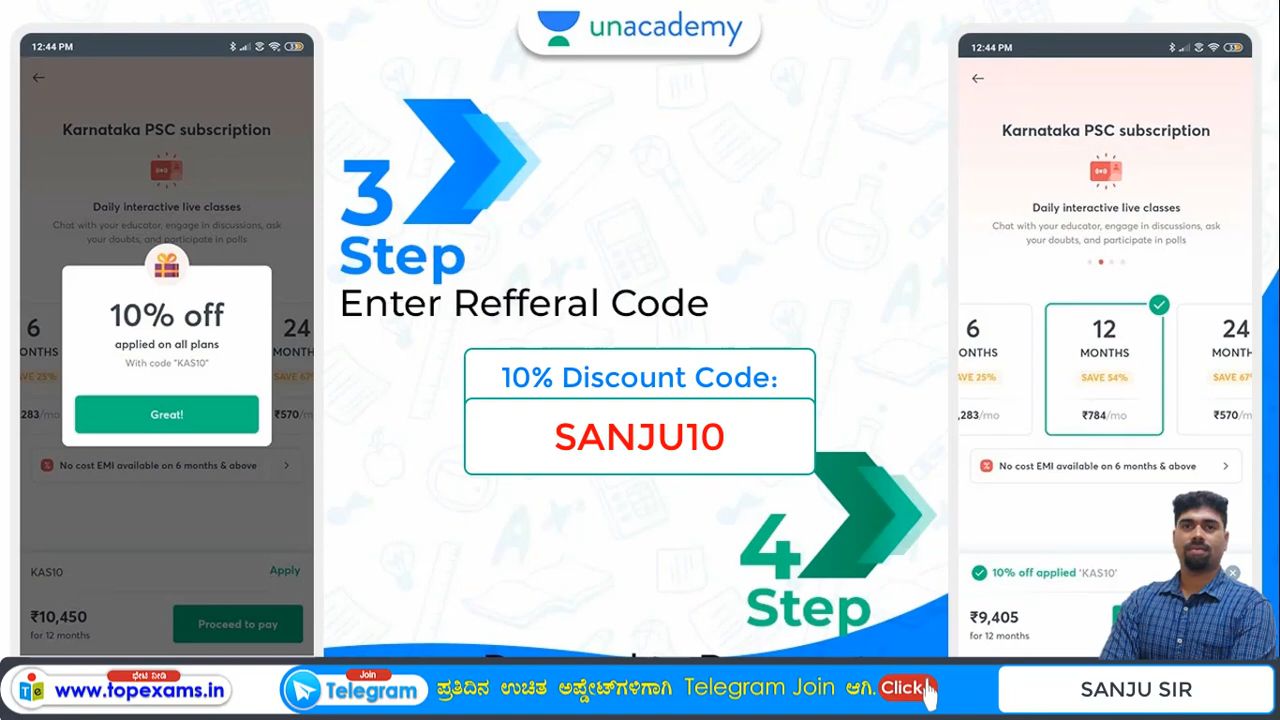 unacademy
12:44 PM
Karnataka PSC subscription
Daily interactive live classes
Chat with your educator, engage in discussions, ask
your doubts, and participate in polls
10% off
applied on all plans
With code "KAS10"
Great!
6
ONTHS
VE 25%
283/mo
24
MONTH
SAVE 67%
₹570/m
No cost EMI available on 6 months & above
KAS10
Apply
₹10,450
for 12 months
Proceed to pay
3
Step
Enter Refferal Code
10% Discount Code:
SANJU10
4
Step
12:44 PM
Karnataka PSC subscription
Daily interactive live classes
Chat with your educator, engage in discussions, ask
your doubts, and participate in polls
6
ONTHS
AVE 25%
,283/mo
12
MONTHS
SAVE 54%
₹784/mo
24
MONTH
SAVE 67%
₹570/m
No cost EMI available on 6 months & above
10% off applied 'KAS10'
₹9,405
for 12 months
ಭೇಟಿ ನೀಡಿ
www.topexams.in
Join
Telegram
ಪ್ರತಿದಿನ ಉಚಿತ ಅಪ್ಡೇಟ್‌ಗಳಿಗಾಗಿ Telegram Join ಆಗಿ. Click
SANJU SIR